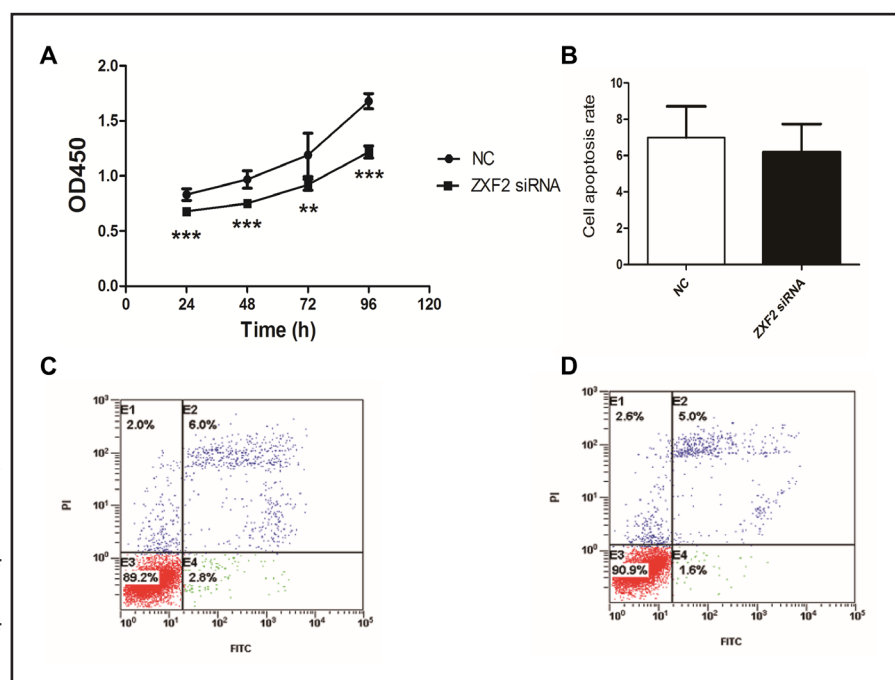 A
2.0
1.5
1.0
0.5
0.0
OD450
0 24 48 72 96 120
Time (h)
*** *** ** ***
NC
ZXF2 siRNA
B
10
8
6
4
2
0
Cell apoptosis rate
NC
ZXF2 siRNA
C
10³
10²
10¹
10⁰
PI
E1
2.0%
E2
6.0%
E3
89.2%
E4
2.8%
10⁰ 10¹ 10² 10³ 10⁴ 10⁵
FITC
D
10³
10²
10¹
10⁰
PI
E1
2.6%
E2
5.0%
E3
90.9%
E4
1.6%
10⁰ 10¹ 10² 10³ 10⁴ 10⁵
FITC